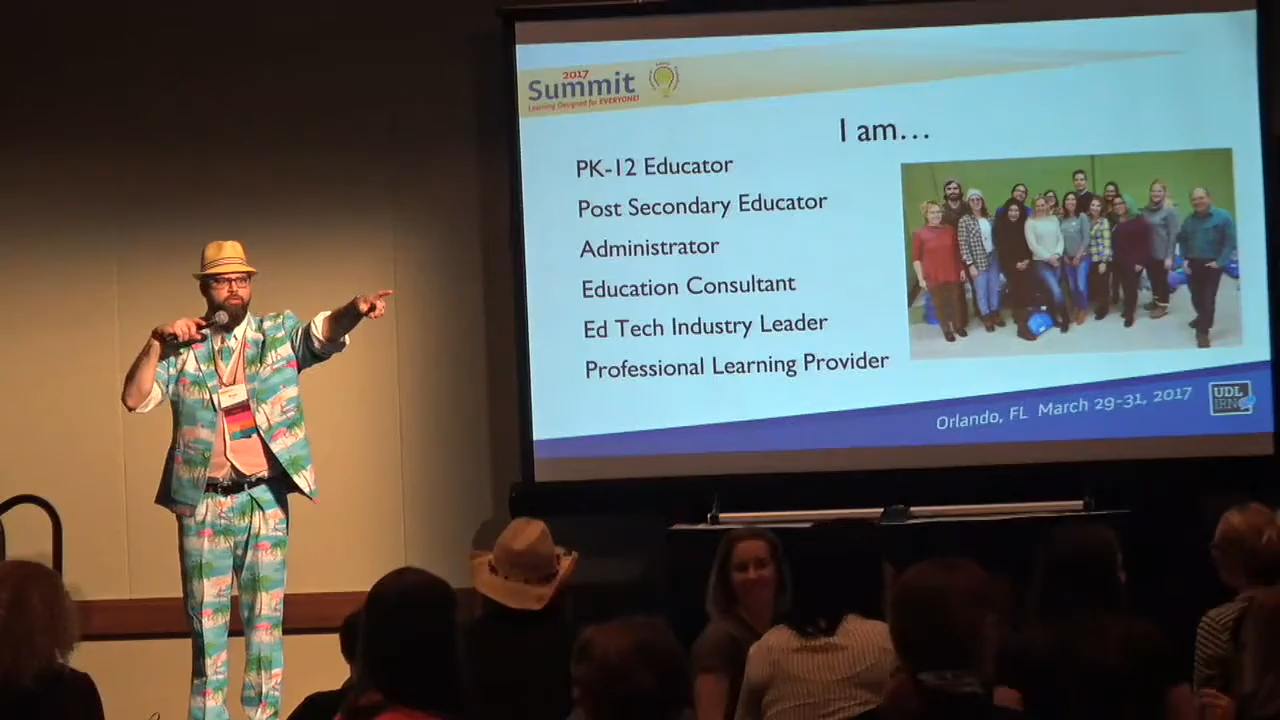 2017
Summit
Learning Designed for EVERYONE!
I am...
PK-12 Educator
Post Secondary Educator
Administrator
Education Consultant
Ed Tech Industry Leader
Professional Learning Provider
Orlando, FL March 29-31, 2017
UDL
IRN